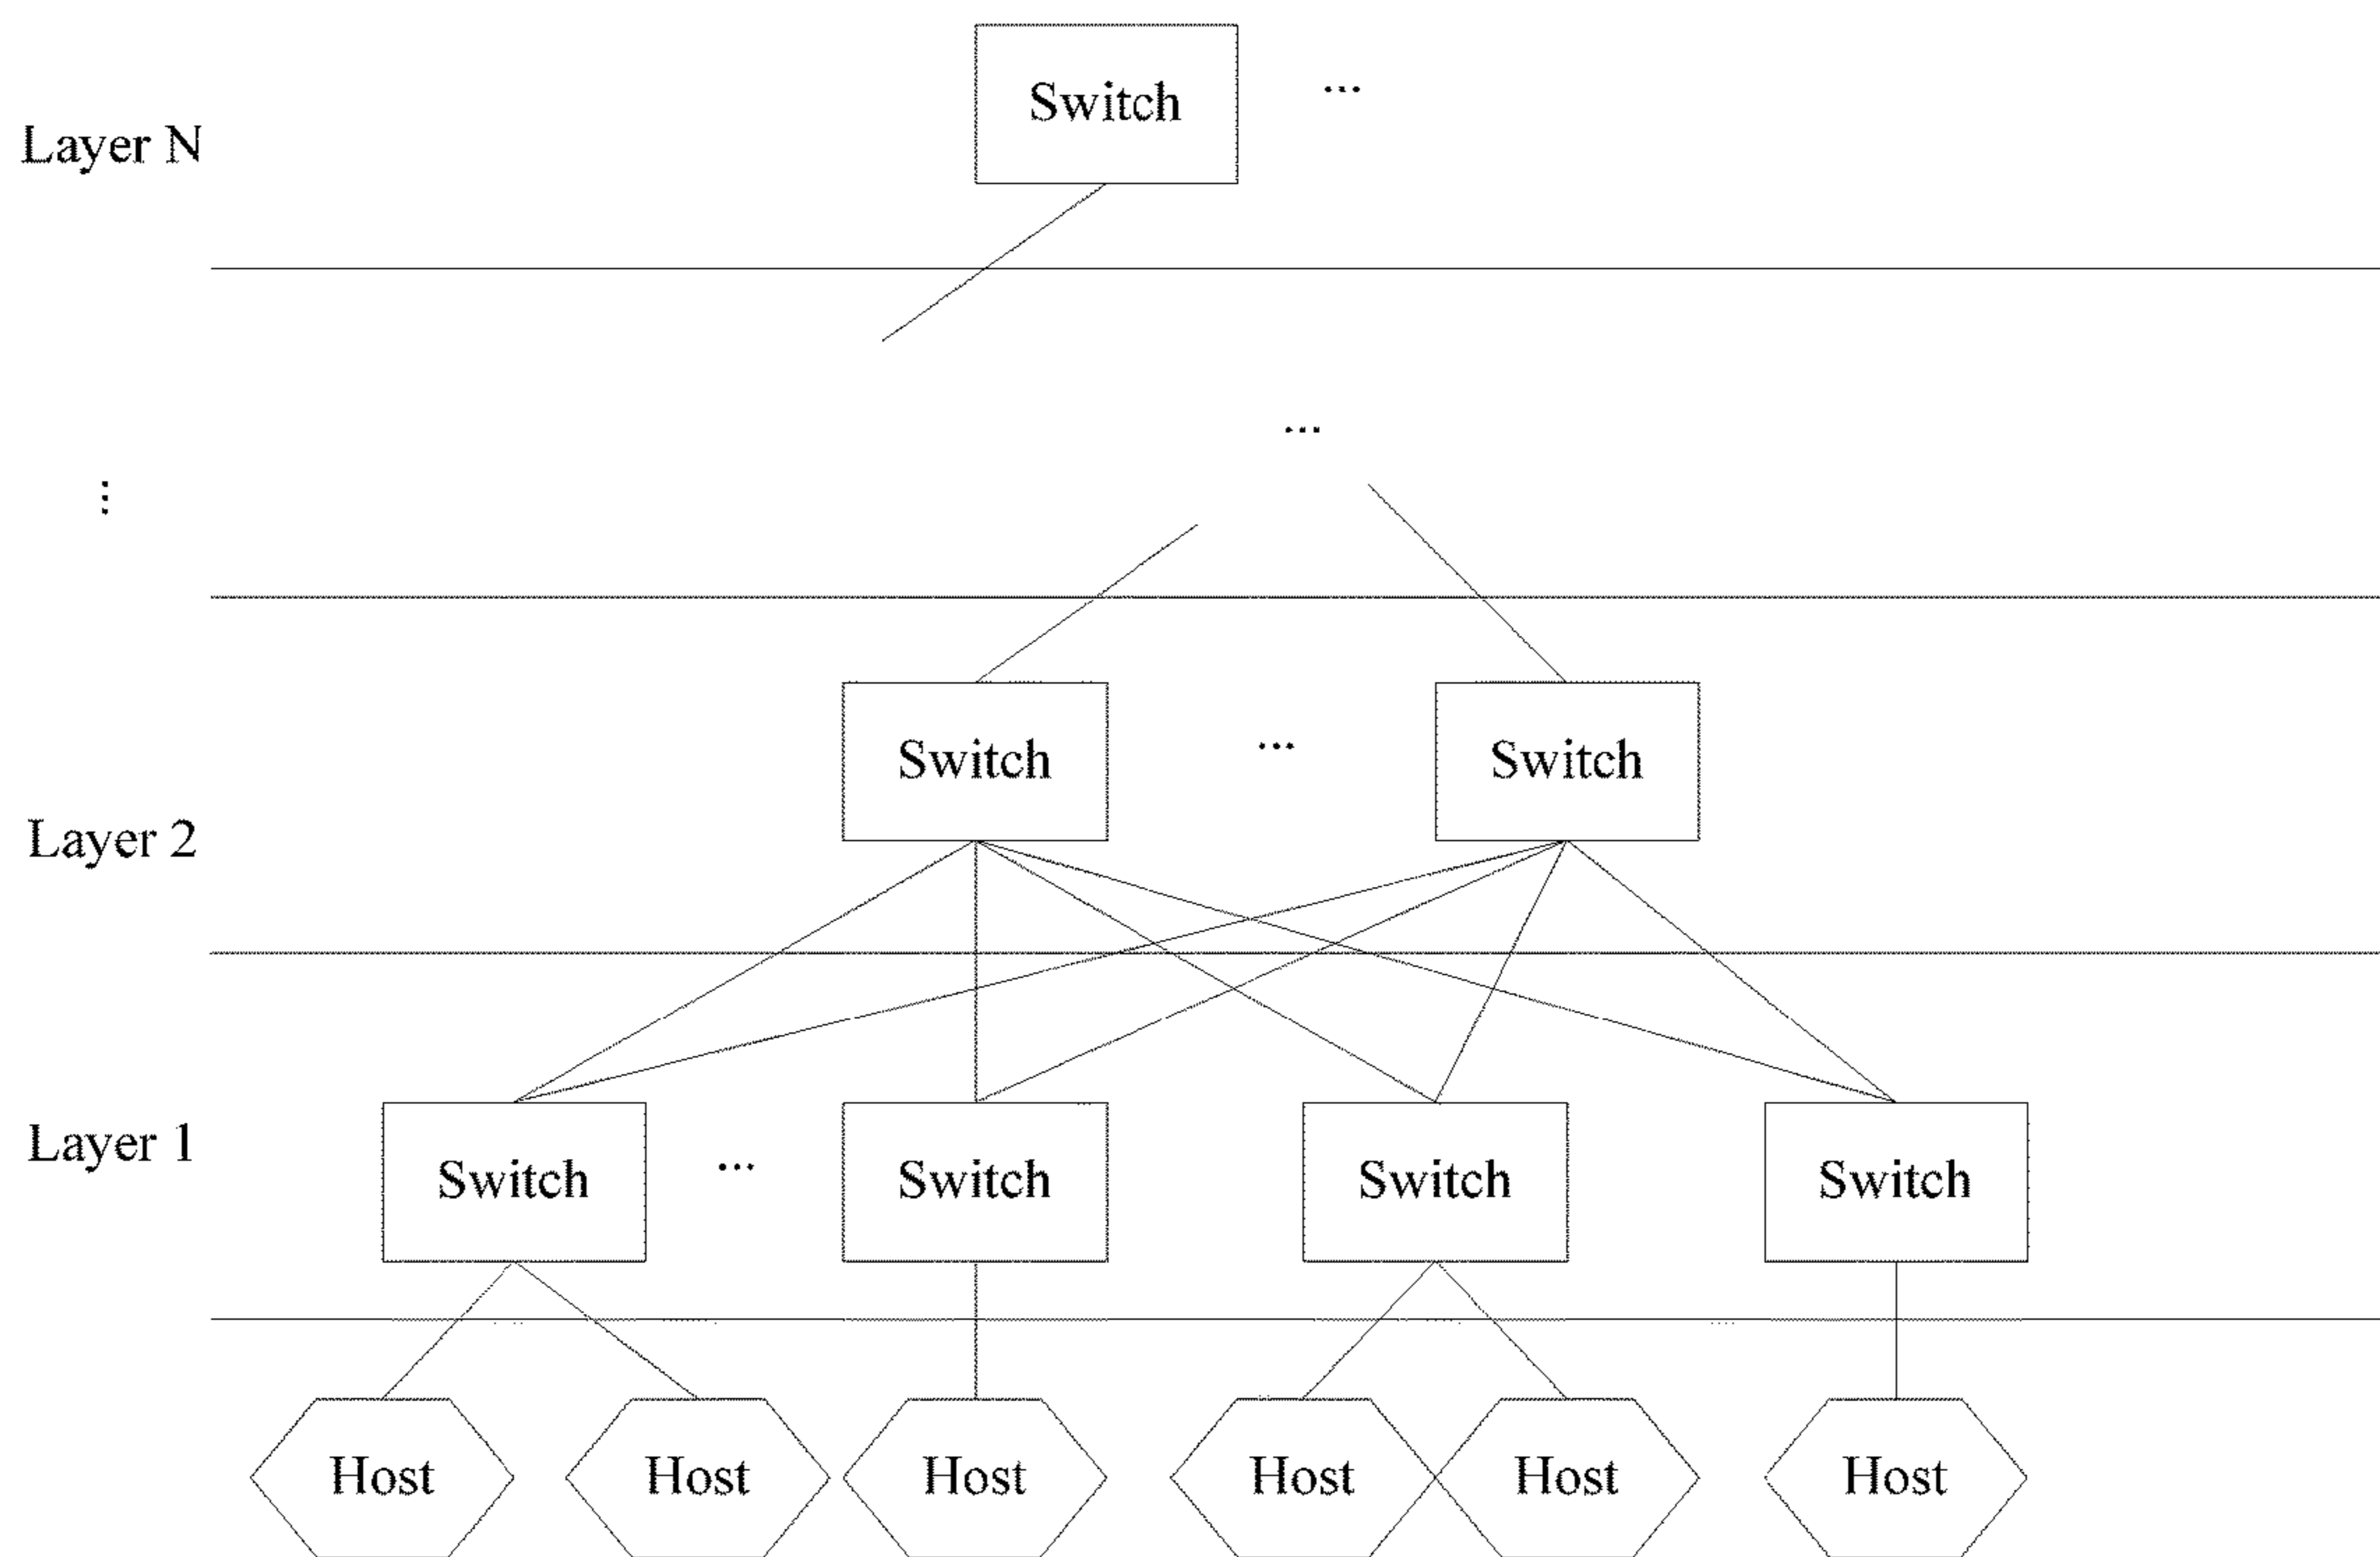 Switch ...
Layer N
...
⋮
Switch ... Switch
Layer 2
Layer 1
Switch ... Switch Switch Switch
Host Host Host Host Host Host